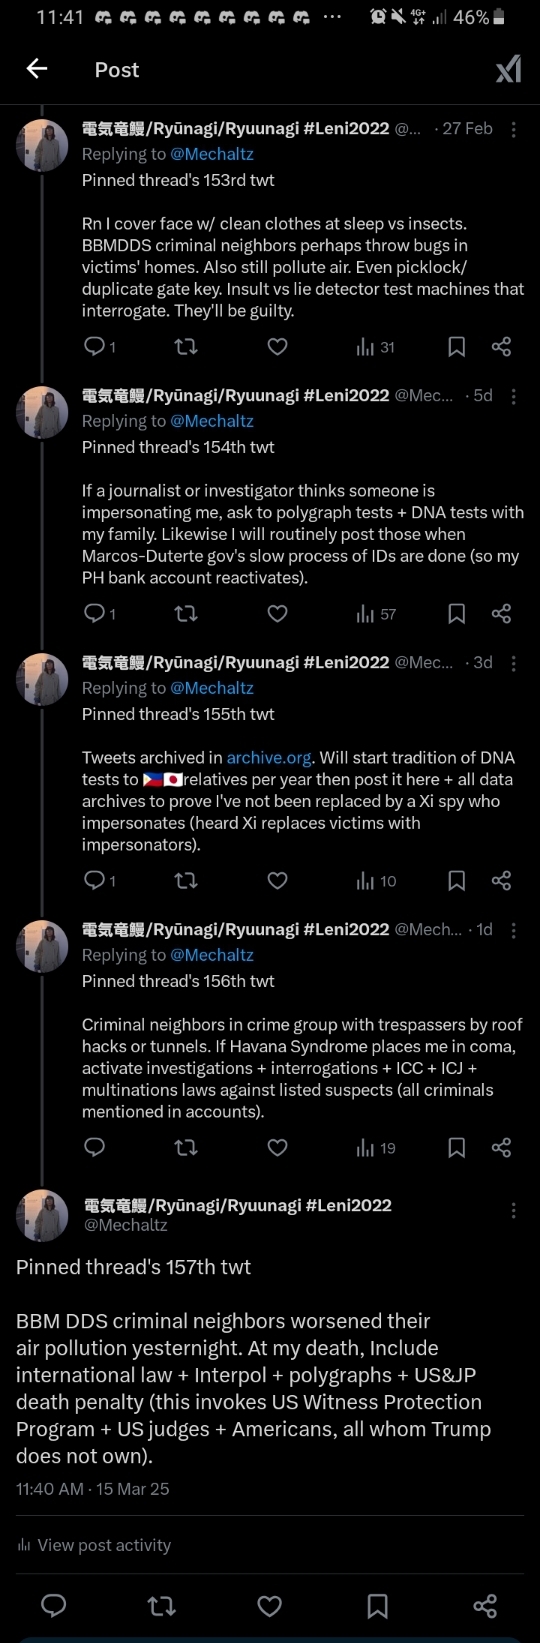 11:41
46%
4G+
Post
電気竜鰻/Ryūnagi/Ryuunagi #Leni2022 @... · 27 Feb
Replying to @Mechaltz
Pinned thread's 153rd twt
Rn I cover face w/ clean clothes at sleep vs insects.
BBMDDS criminal neighbors perhaps throw bugs in
victims' homes. Also still pollute air. Even picklock/
duplicate gate key. Insult vs lie detector test machines that
interrogate. They'll be guilty.
1 31
電気竜鰻/Ryūnagi/Ryuunagi #Leni2022 @Mec... · 5d
Replying to @Mechaltz
Pinned thread's 154th twt
If a journalist or investigator thinks someone is
impersonating me, ask to polygraph tests + DNA tests with
my family. Likewise I will routinely post those when
Marcos-Duterte gov's slow process of IDs are done (so my
PH bank account reactivates).
1 57
電気竜鰻/Ryūnagi/Ryuunagi #Leni2022 @Mec... · 3d
Replying to @Mechaltz
Pinned thread's 155th twt
Tweets archived in archive.org. Will start tradition of DNA
tests to 🇵🇭🇯🇵relatives per year then post it here + all data
archives to prove I've not been replaced by a Xi spy who
impersonates (heard Xi replaces victims with
impersonators).
1 10
電気竜鰻/Ryūnagi/Ryuunagi #Leni2022 @Mech... · 1d
Replying to @Mechaltz
Pinned thread's 156th twt
Criminal neighbors in crime group with trespassers by roof
hacks or tunnels. If Havana Syndrome places me in coma,
activate investigations + interrogations + ICC + ICJ +
multinations laws against listed suspects (all criminals
mentioned in accounts).
19
電気竜鰻/Ryūnagi/Ryuunagi #Leni2022
@Mechaltz
Pinned thread's 157th twt
BBM DDS criminal neighbors worsened their
air pollution yesternight. At my death, Include
international law + Interpol + polygraphs + US&JP
death penalty (this invokes US Witness Protection
Program + US judges + Americans, all whom Trump
does not own).
11:40 AM · 15 Mar 25
View post activity